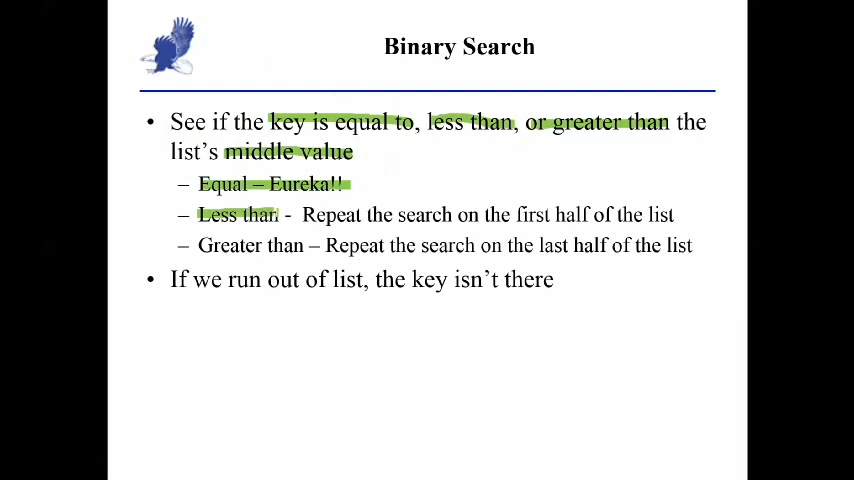 Binary Search
• See if the key is equal to, less than, or greater than the
list's middle value
– Equal – Eureka!!
– Less than - Repeat the search on the first half of the list
– Greater than – Repeat the search on the last half of the list
• If we run out of list, the key isn't there